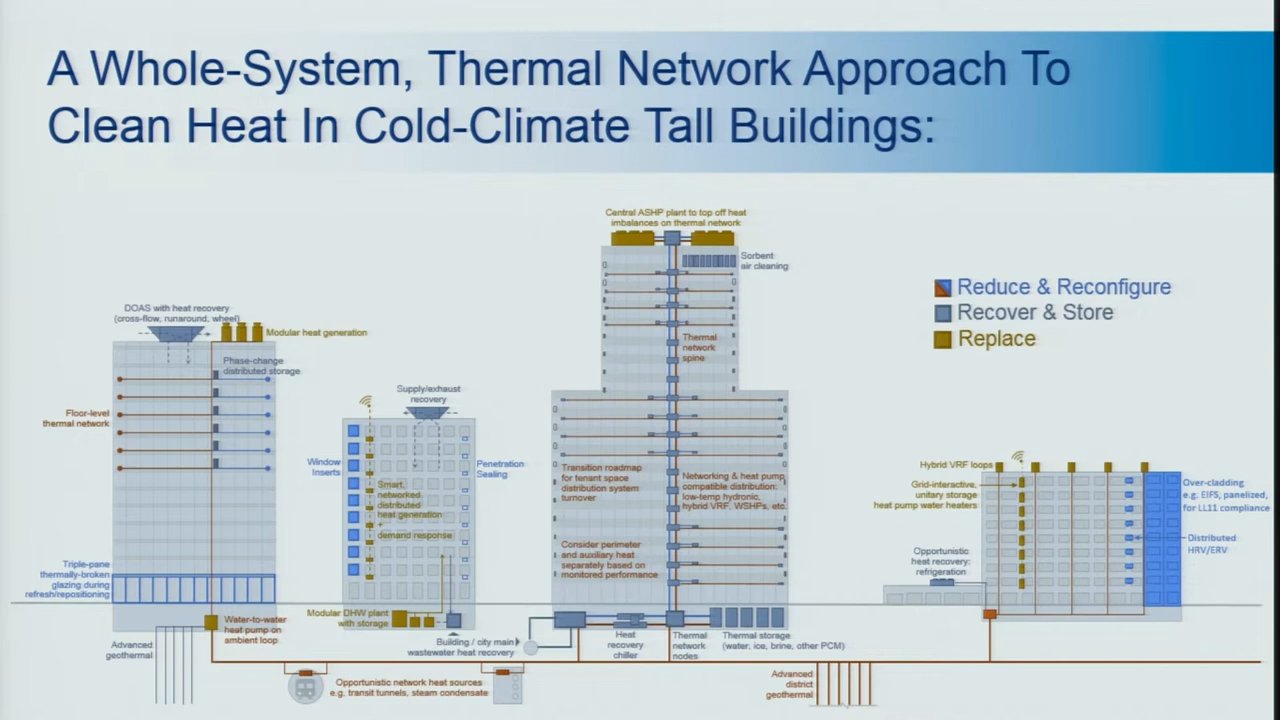 A Whole-System, Thermal Network Approach To
Clean Heat In Cold-Climate Tall Buildings:
Central ASHP plant to top off heat
imbalances on thermal network
Sorbent
air cleaning
Reduce & Reconfigure
Recover & Store
Replace
DOAS with heat recovery
(cross-flow, runaround, wheel)
Modular heat generation
Phase-change
distributed storage
Floor-level
thermal network
Triple-pane
thermally-broken
glazing during
refresh/repositioning
Water-to-water
heat pump on
ambient loop
Advanced
geothermal
Supply/exhaust
recovery
Window
Inserts
Penetration
Sealing
Smart,
networked
distributed
heat generation
+
demand response
Modular DHW plant
with storage
Building / city main
wastewater heat recovery
Opportunistic network heat sources
e.g. transit tunnels, steam condensate
Thermal
network
spine
Transition roadmap
for tenant space
distribution system
turnover
Networking & heat pump
compatible distribution:
low-temp hydronic,
hybrid VRF, WSHPs, etc.
Consider perimeter
and auxiliary heat
separately based on
monitored performance
Heat
recovery
chiller
Thermal
network
nodes
Thermal storage
(water, ice, brine, other PCM)
Advanced
district
geothermal
Hybrid VRF loops
Grid-interactive,
unitary storage
heat pump water heaters
Opportunistic
heat recovery:
refrigeration
Over-cladding
e.g. EIFS, panelized,
for LL11 compliance
Distributed
HRV/ERV